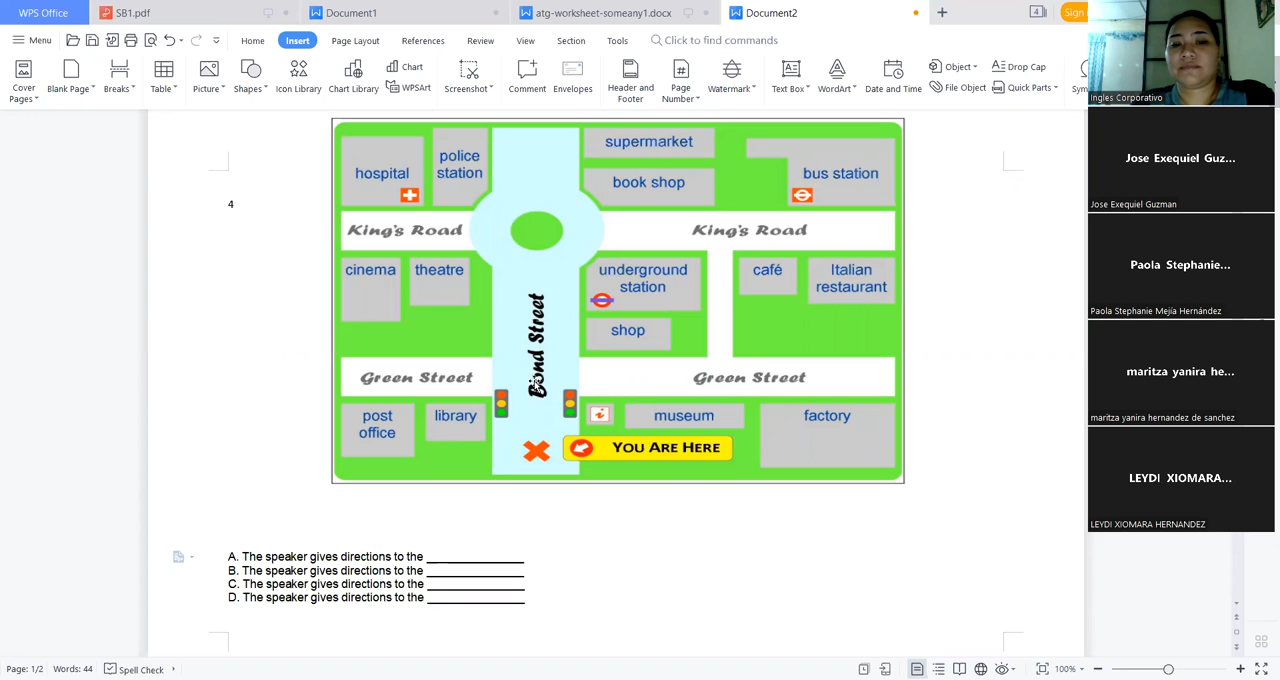 WPS Office
SB1.pdf
Document1
atg-worksheet-someany1.docx
Document2
4
Sign
Menu
Home
Insert
Page Layout
References
Review
View
Section
Tools
Click to find commands
Cover Pages
Blank Page
Breaks
Table
Picture
Shapes
Icon Library
Chart Library
Chart
WPSArt
Screenshot
Comment
Envelopes
Header and Footer
Page Number
Watermark
Text Box
WordArt
Date and Time
Object
File Object
Drop Cap
Quick Parts
Ingles Corporativo
Jose Exequiel Guz...
Jose Exequiel Guzman
Paola Stephanie...
Paola Stephanie Mejía Hernández
maritza yanira he...
maritza yanira hernandez de sanchez
LEYDI XIOMARA...
LEYDI XIOMARA HERNANDEZ
4
hospital
police
station
supermarket
book shop
bus station
King's Road
King's Road
cinema
theatre
underground
station
café
Italian
restaurant
shop
Bond Street
Green Street
Green Street
post
office
library
i
museum
factory
YOU ARE HERE
A. The speaker gives directions to the _______________
B. The speaker gives directions to the _______________
C. The speaker gives directions to the _______________
D. The speaker gives directions to the _______________
Page: 1/2
Words: 44
Spell Check
100%